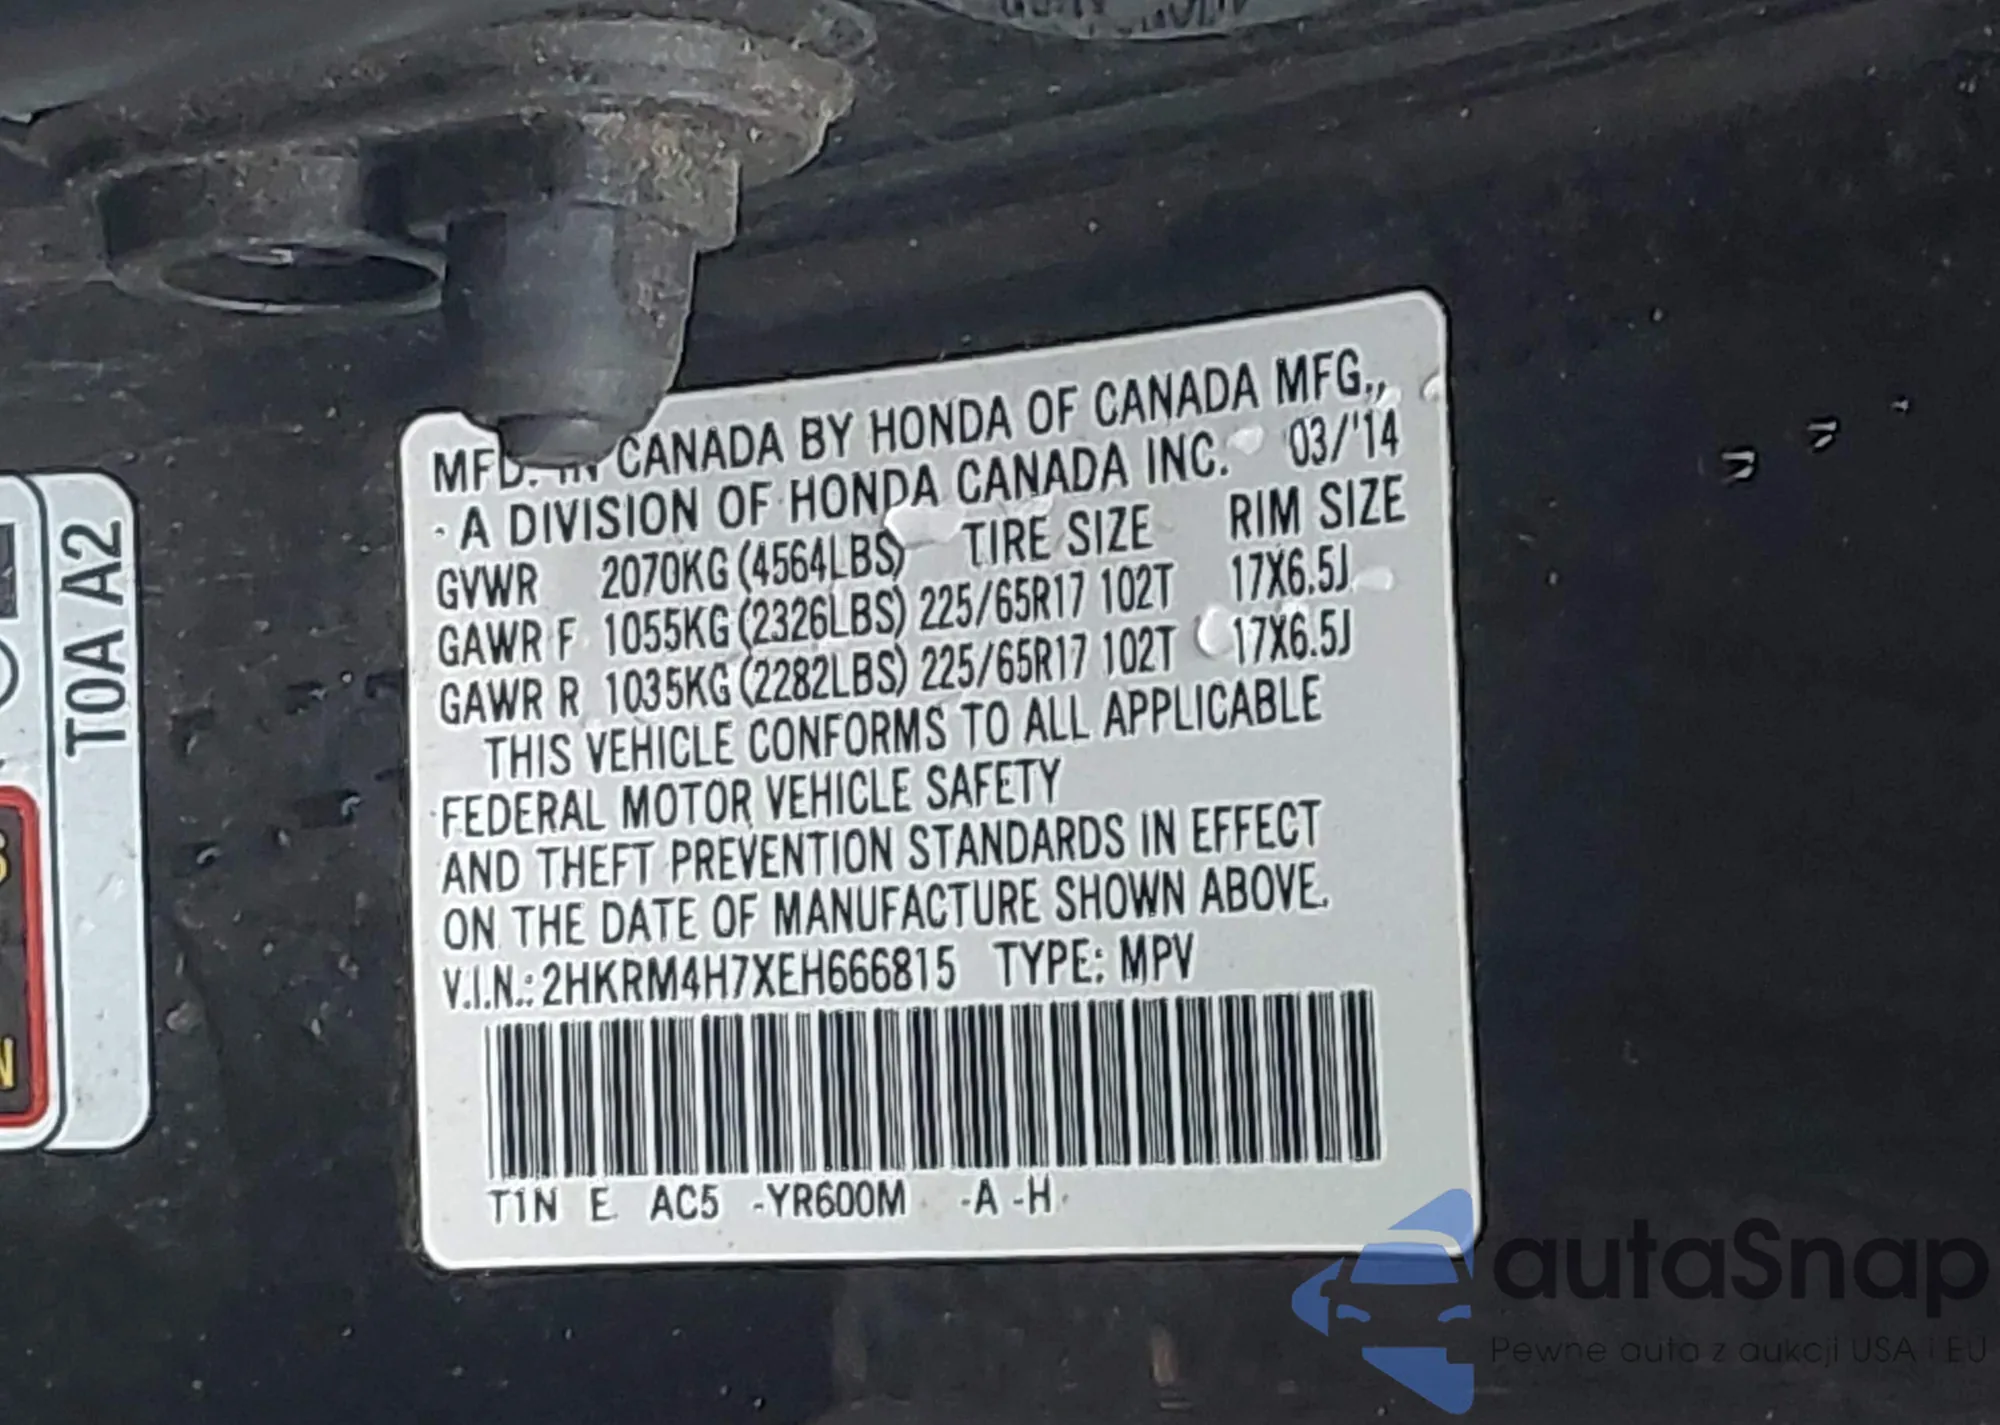 MFD. IN CANADA BY HONDA OF CANADA MFG.,
A DIVISION OF HONDA CANADA INC. 03/'14
GVWR 2070KG (4564LBS) TIRE SIZE RIM SIZE
GAWR F 1055KG (2326LBS) 225/65R17 102T 17X6.5J
GAWR R 1035KG (2282LBS) 225/65R17 102T 17X6.5J
THIS VEHICLE CONFORMS TO ALL APPLICABLE
FEDERAL MOTOR VEHICLE SAFETY
AND THEFT PREVENTION STANDARDS IN EFFECT
ON THE DATE OF MANUFACTURE SHOWN ABOVE.
V.I.N.: 2HKRM4H7XEH666815 TYPE: MPV
T1N E AC5 -YR600M -A -H
T0A A2
autaSnap
Pewne auta z aukcji USA i EU